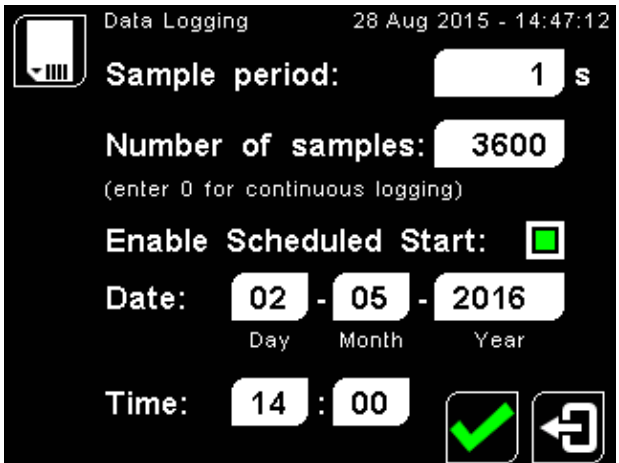 Data Logging 28 Aug 2015 - 14:47:12
Sample period: 1 s
Number of samples: 3600
(enter 0 for continuous logging)
Enable Scheduled Start:
Date: 02 - 05 - 2016
Day Month Year
Time: 14 : 00